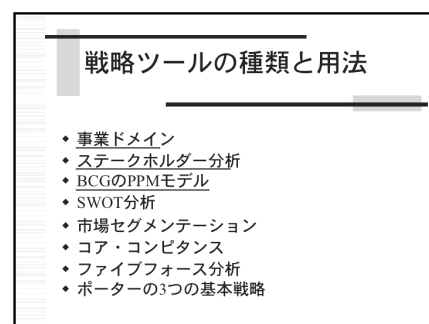 戦略ツールの種類と用法
事業ドメイン
ステークホルダー分析
BCGのPPMモデル
SWOT分析
市場セグメンテーション
コア・コンピタンス
ファイブフォース分析
ポーターの3つの基本戦略